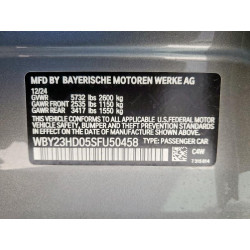 MFD BY BAYERISCHE MOTOREN WERKE AG
12/24
GVWR 5732 lbs 2600 kg
GAWR FRONT 2535 lbs 1150 kg
GAWR REAR 3417 lbs 1550 kg
THIS VEHICLE CONFORMS TO ALL APPLICABLE
U.S. FEDERAL MOTOR VEHICLE SAFETY AND
THEFT PREVENTION STANDARDS IN EFFECT ON
THE DATE OF MANUFACTURE SHOWN ABOVE.
WBY23HD05SFU50458 TYPE: PASSENGER CAR
C4W